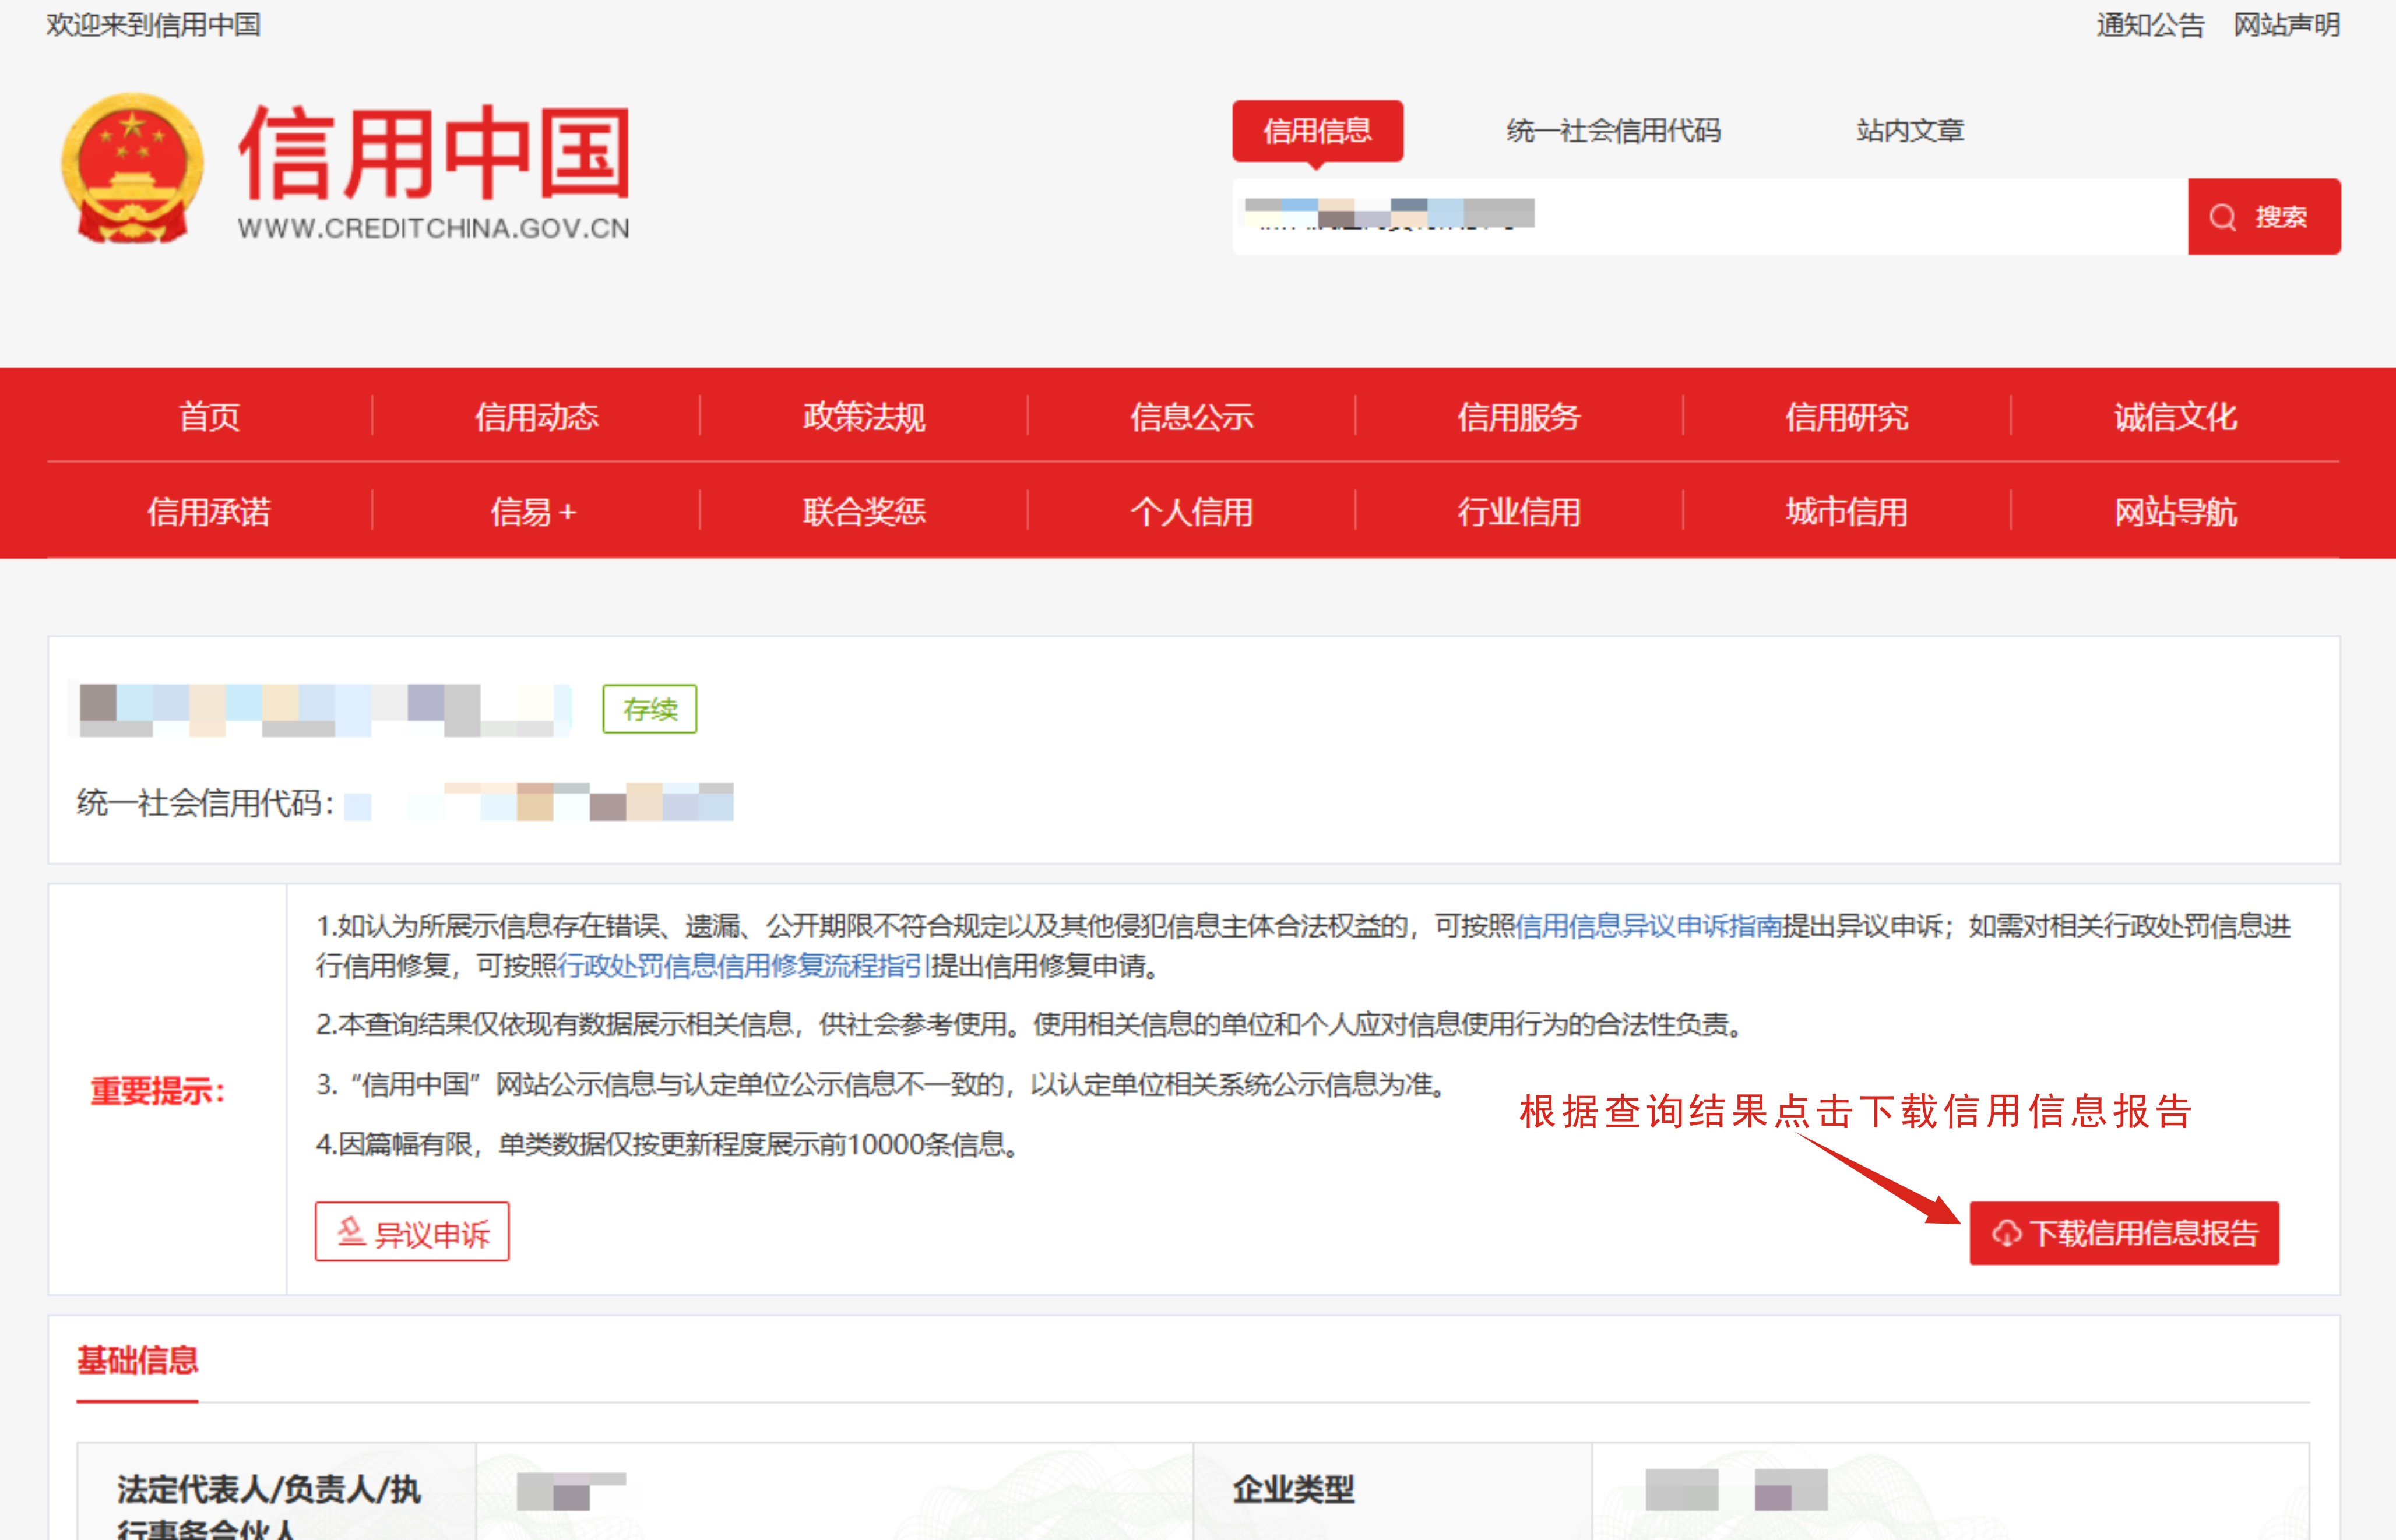 欢迎来到信用中国
通知公告 网站声明
信用中国
WWW.CREDITCHINA.GOV.CN
信用信息 统一社会信用代码 站内文章
搜索
首页 信用动态 政策法规 信息公示 信用服务 信用研究 诚信文化
信用承诺 信易+ 联合奖惩 个人信用 行业信用 城市信用 网站导航
存续
统一社会信用代码：
重要提示：
1.如认为所展示信息存在错误、遗漏、公开期限不符合规定以及其他侵犯信息主体合法权益的，可按照信用信息异议申诉指南提出异议申诉；如需对相关行政处罚信息进
行信用修复，可按照行政处罚信息信用修复流程指引提出信用修复申请。
2.本查询结果仅依现有数据展示相关信息，供社会参考使用。使用相关信息的单位和个人应对信息使用行为的合法性负责。
3.“信用中国”网站公示信息与认定单位公示信息不一致的，以认定单位相关系统公示信息为准。
4.因篇幅有限，单类数据仅按更新程度展示前10000条信息。
根据查询结果点击下载信用信息报告
异议申诉
下载信用信息报告
基础信息
法定代表人/负责人/执
行事务合伙人
企业类型